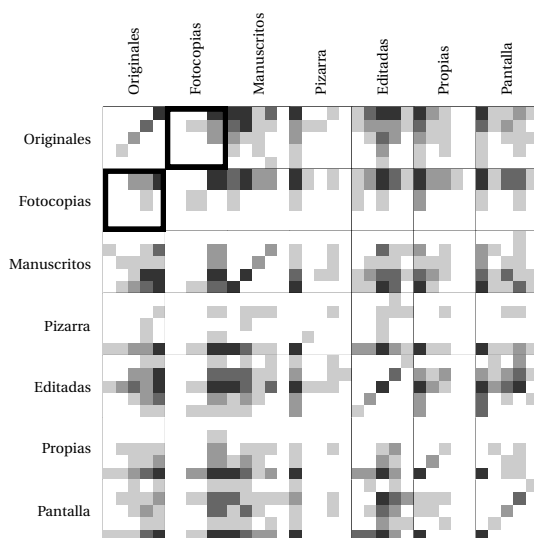 Originales
Fotocopias
Manuscritos
Pizarra
Editadas
Propias
Pantalla
Originales
Fotocopias
Manuscritos
Pizarra
Editadas
Propias
Pantalla